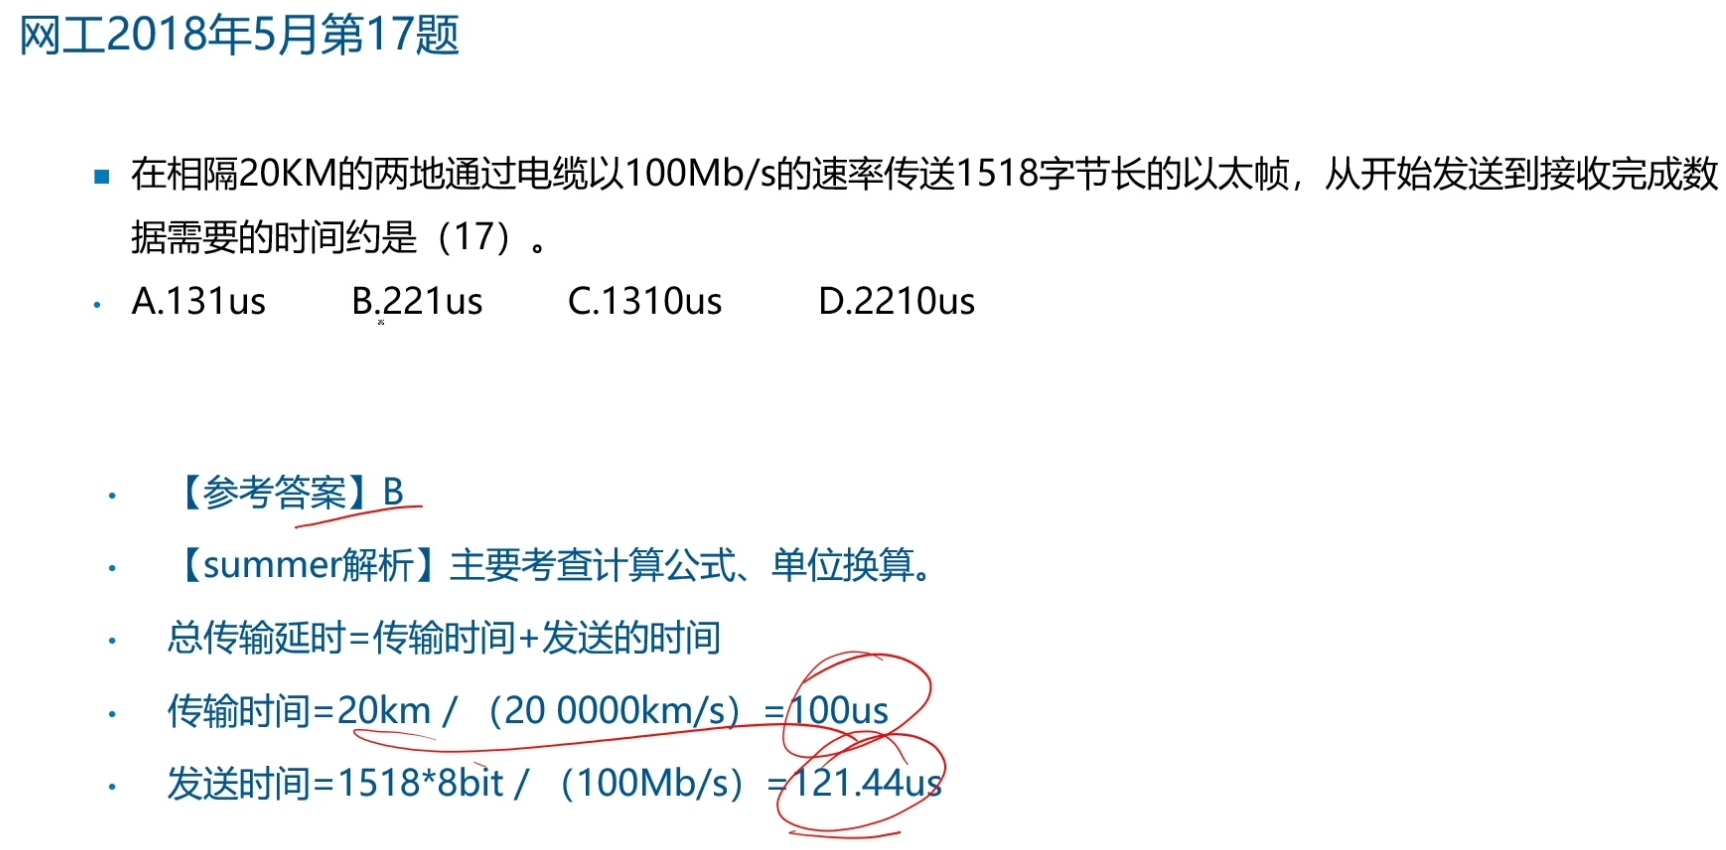 网工2018年5月第17题
在相隔20KM的两地通过电缆以100Mb/s的速率传送1518字节长的以太帧，从开始发送到接收完成数
据需要的时间约是（17）。
A.131us B.221us C.1310us D.2210us
【参考答案】B
【summer解析】主要考查计算公式、单位换算。
总传输延时=传输时间+发送的时间
传输时间=20km /（20 0000km/s）=100us
发送时间=1518*8bit /（100Mb/s）=121.44us